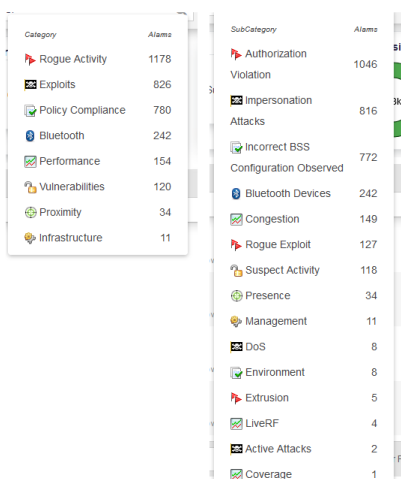 Category Alarms
Rogue Activity 1178
Exploits 826
Policy Compliance 780
Bluetooth 242
Performance 154
Vulnerabilities 120
Proximity 34
Infrastructure 11
SubCategory Alarms
Authorization
Violation 1046
Impersonation
Attacks 816
Incorrect BSS
Configuration Observed 772
Bluetooth Devices 242
Congestion 149
Rogue Exploit 127
Suspect Activity 118
Presence 34
Management 11
DoS 8
Environment 8
Extrusion 5
LiveRF 4
Active Attacks 2
Coverage 1